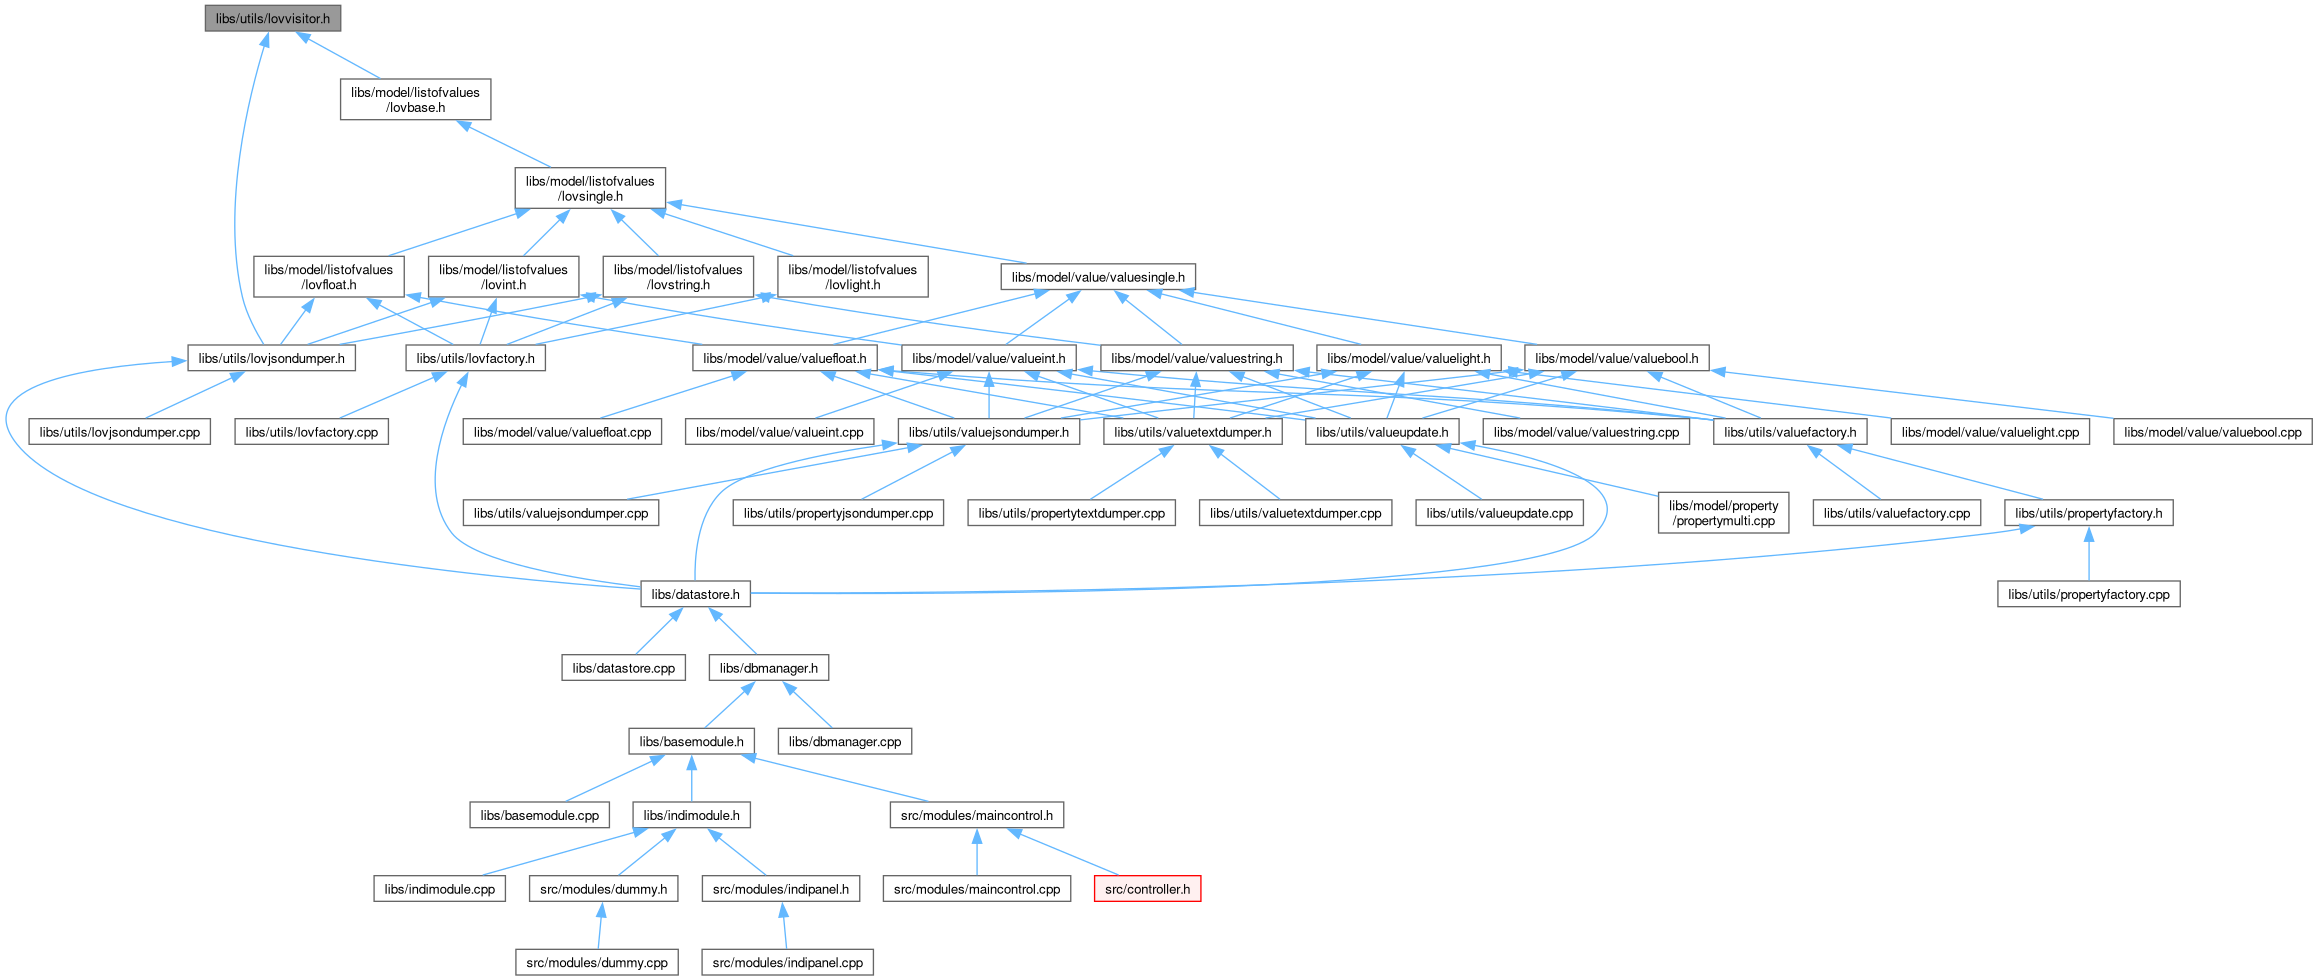 libs/utils/lovvisitor.h
libs/model/listofvalues
/lovbase.h
libs/model/listofvalues
/lovsingle.h
libs/model/listofvalues
/lovfloat.h
libs/model/listofvalues
/lovint.h
libs/model/listofvalues
/lovstring.h
libs/model/listofvalues
/lovlight.h
libs/model/value/valuesingle.h
libs/utils/lovjsondumper.h
libs/utils/lovfactory.h
libs/model/value/valuefloat.h
libs/model/value/valueint.h
libs/model/value/valuestring.h
libs/model/value/valuelight.h
libs/model/value/valuebool.h
libs/utils/lovjsondumper.cpp
libs/utils/lovfactory.cpp
libs/model/value/valuefloat.cpp
libs/model/value/valueint.cpp
libs/utils/valuejsondumper.h
libs/utils/valuetextdumper.h
libs/utils/valueupdate.h
libs/model/value/valuestring.cpp
libs/utils/valuefactory.h
libs/model/value/valuelight.cpp
libs/model/value/valuebool.cpp
libs/utils/valuejsondumper.cpp
libs/utils/propertyjsondumper.cpp
libs/utils/propertytextdumper.cpp
libs/utils/valuetextdumper.cpp
libs/utils/valueupdate.cpp
libs/model/property
/propertymulti.cpp
libs/utils/valuefactory.cpp
libs/utils/propertyfactory.h
libs/datastore.h
libs/utils/propertyfactory.cpp
libs/datastore.cpp
libs/dbmanager.h
libs/basemodule.h
libs/dbmanager.cpp
libs/basemodule.cpp
libs/indimodule.h
src/modules/maincontrol.h
libs/indimodule.cpp
src/modules/dummy.h
src/modules/indipanel.h
src/modules/maincontrol.cpp
src/controller.h
src/modules/dummy.cpp
src/modules/indipanel.cpp